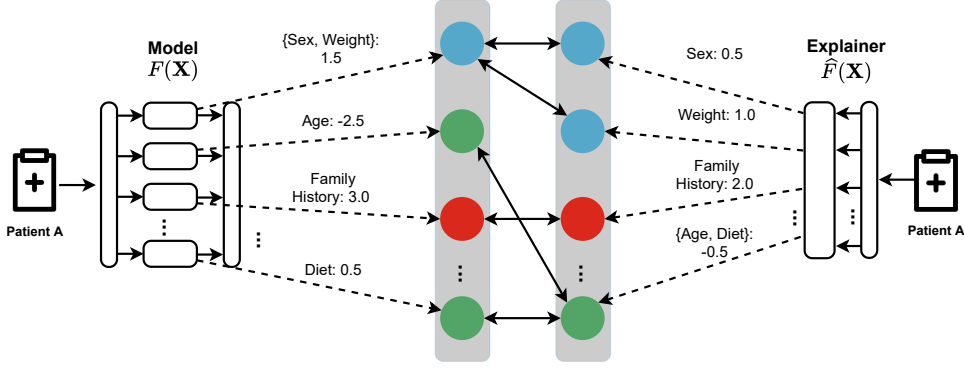 Model
F(X)
{Sex, Weight}:
1.5
Age: -2.5
Family
History: 3.0
Diet: 0.5
Patient A
...
...
...
...
Sex: 0.5
Weight: 1.0
Family
History: 2.0
{Age, Diet}:
-0.5
Explainer
F̂(X)
...
...
Patient A